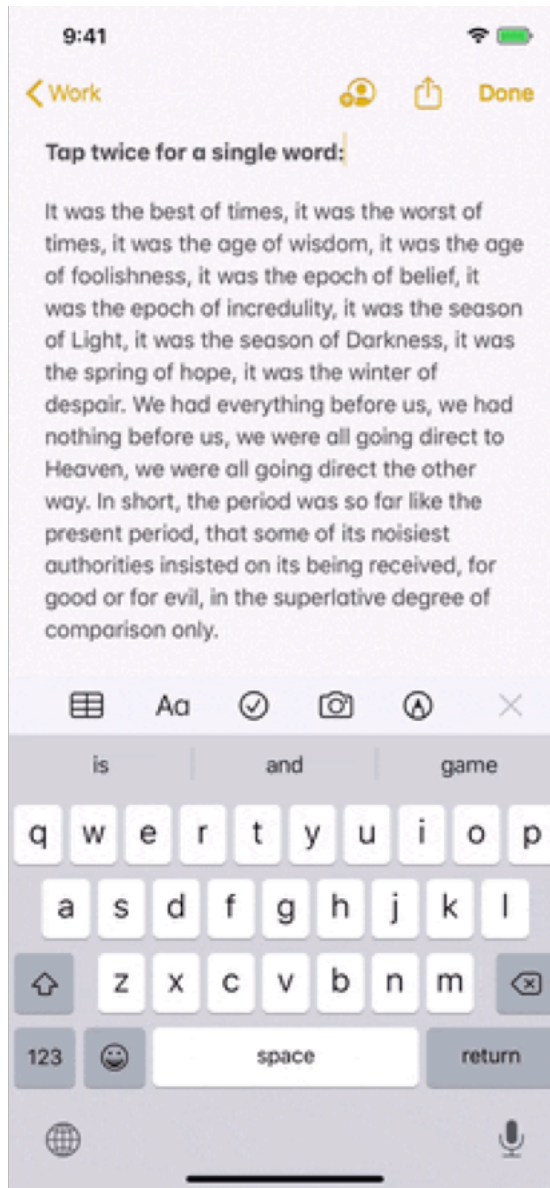 9:41
Work
Done
Tap twice for a single word:
It was the best of times, it was the worst of
times, it was the age of wisdom, it was the age
of foolishness, it was the epoch of belief, it
was the epoch of incredulity, it was the season
of Light, it was the season of Darkness, it was
the spring of hope, it was the winter of
despair. We had everything before us, we had
nothing before us, we were all going direct to
Heaven, we were all going direct the other
way. In short, the period was so far like the
present period, that some of its noisiest
authorities insisted on its being received, for
good or for evil, in the superlative degree of
comparison only.
Aa
is and game
q w e r t y u i o p
a s d f g h j k l
z x c v b n m
123 space return